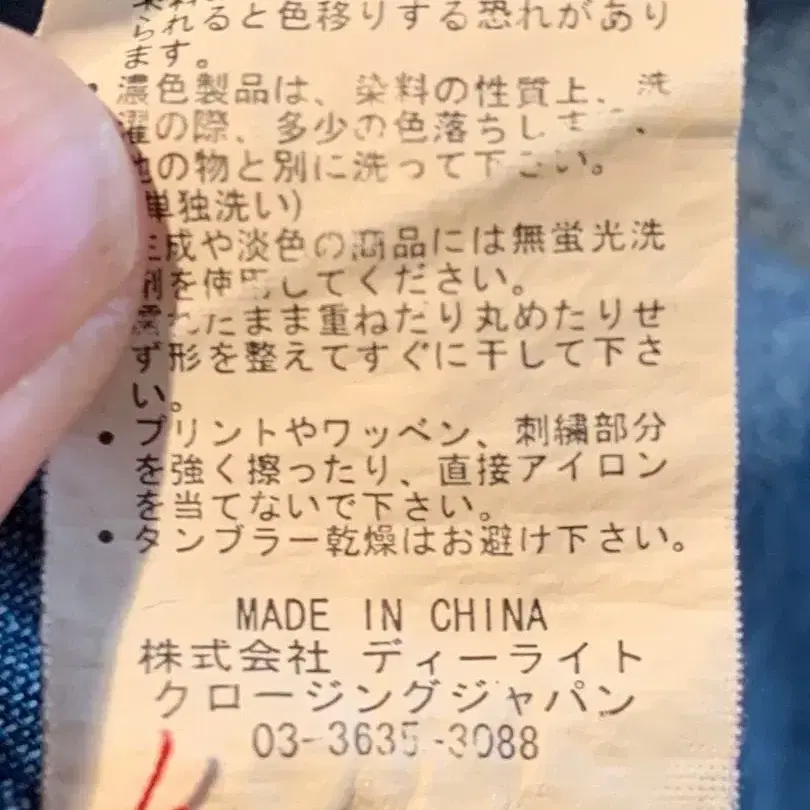 ると色移りする恐れがあり
ます。
・濃色製品は、染料の性質上、洗
濯の際、多少の色落ちします、
他の物と別に洗って下さい。
(単独洗い)
生成や淡色の商品には無蛍光洗
剤を使用してください。
濡れたまま重ねたり丸めたりせ
ず形を整えてすぐに干して下さ
い。
・プリントやワッペン、刺繍部分
を強く擦ったり、直接アイロン
を当てないで下さい。
・タンブラー乾燥はお避け下さい。
MADE IN CHINA
株式会社 ディーライト
クロージングジャパン
03-3635-3088